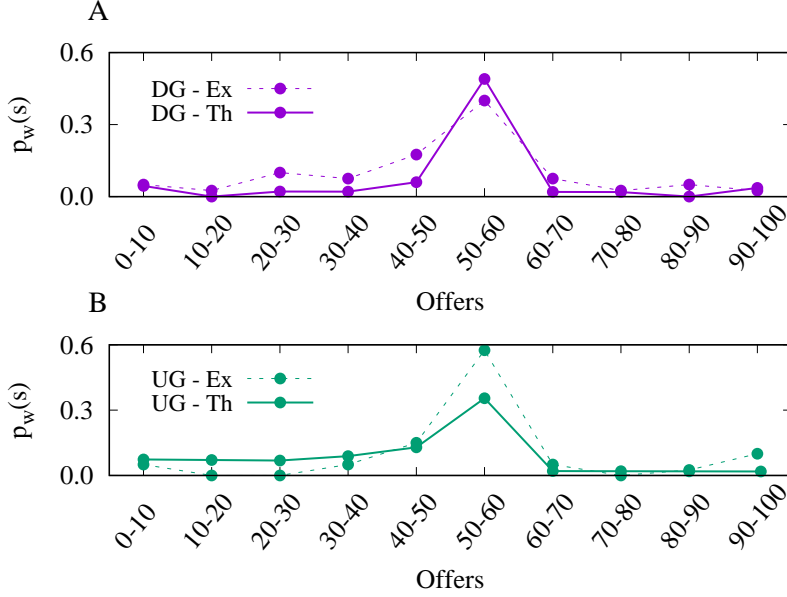 A
0.6
0.3
0.0
p_w(s)
DG - Ex
DG - Th
0-10 10-20 20-30 30-40 40-50 50-60 60-70 70-80 80-90 90-100
Offers
B
0.6
0.3
0.0
p_w(s)
UG - Ex
UG - Th
0-10 10-20 20-30 30-40 40-50 50-60 60-70 70-80 80-90 90-100
Offers